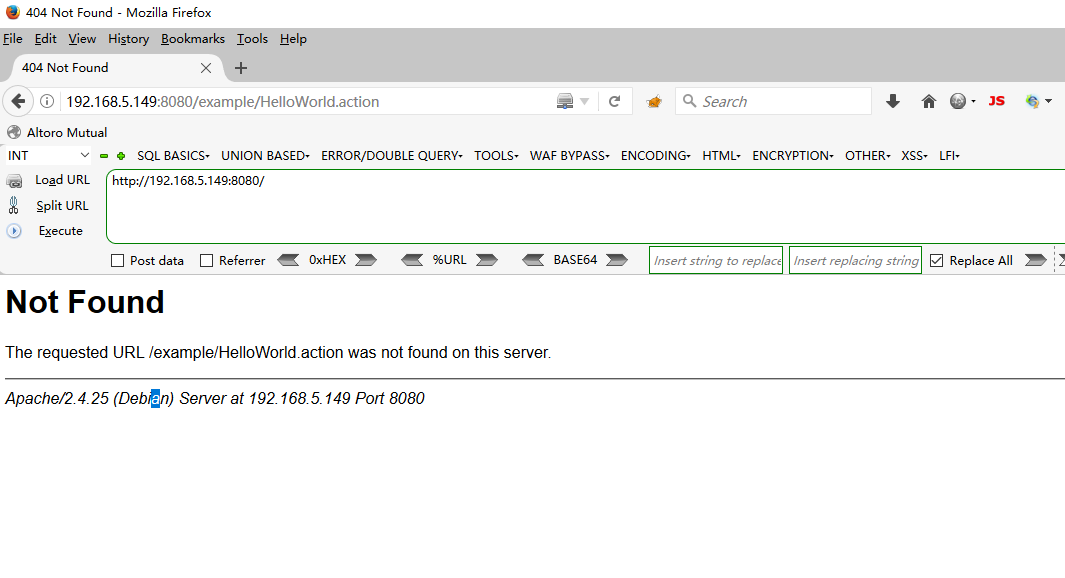 404 Not Found - Mozilla Firefox
File Edit View History Bookmarks Tools Help
404 Not Found
192.168.5.149:8080/example/HelloWorld.action Search JS
Altoro Mutual
INT SQL BASICS UNION BASED ERROR/DOUBLE QUERY TOOLS WAF BYPASS ENCODING HTML ENCRYPTION OTHER XSS LFI
Load URL http://192.168.5.149:8080/
Split URL
Execute
Post data Referrer 0xHEX %URL BASE64 Insert string to replace Insert replacing string Replace All
Not Found
The requested URL /example/HelloWorld.action was not found on this server.
Apache/2.4.25 (Debian) Server at 192.168.5.149 Port 8080